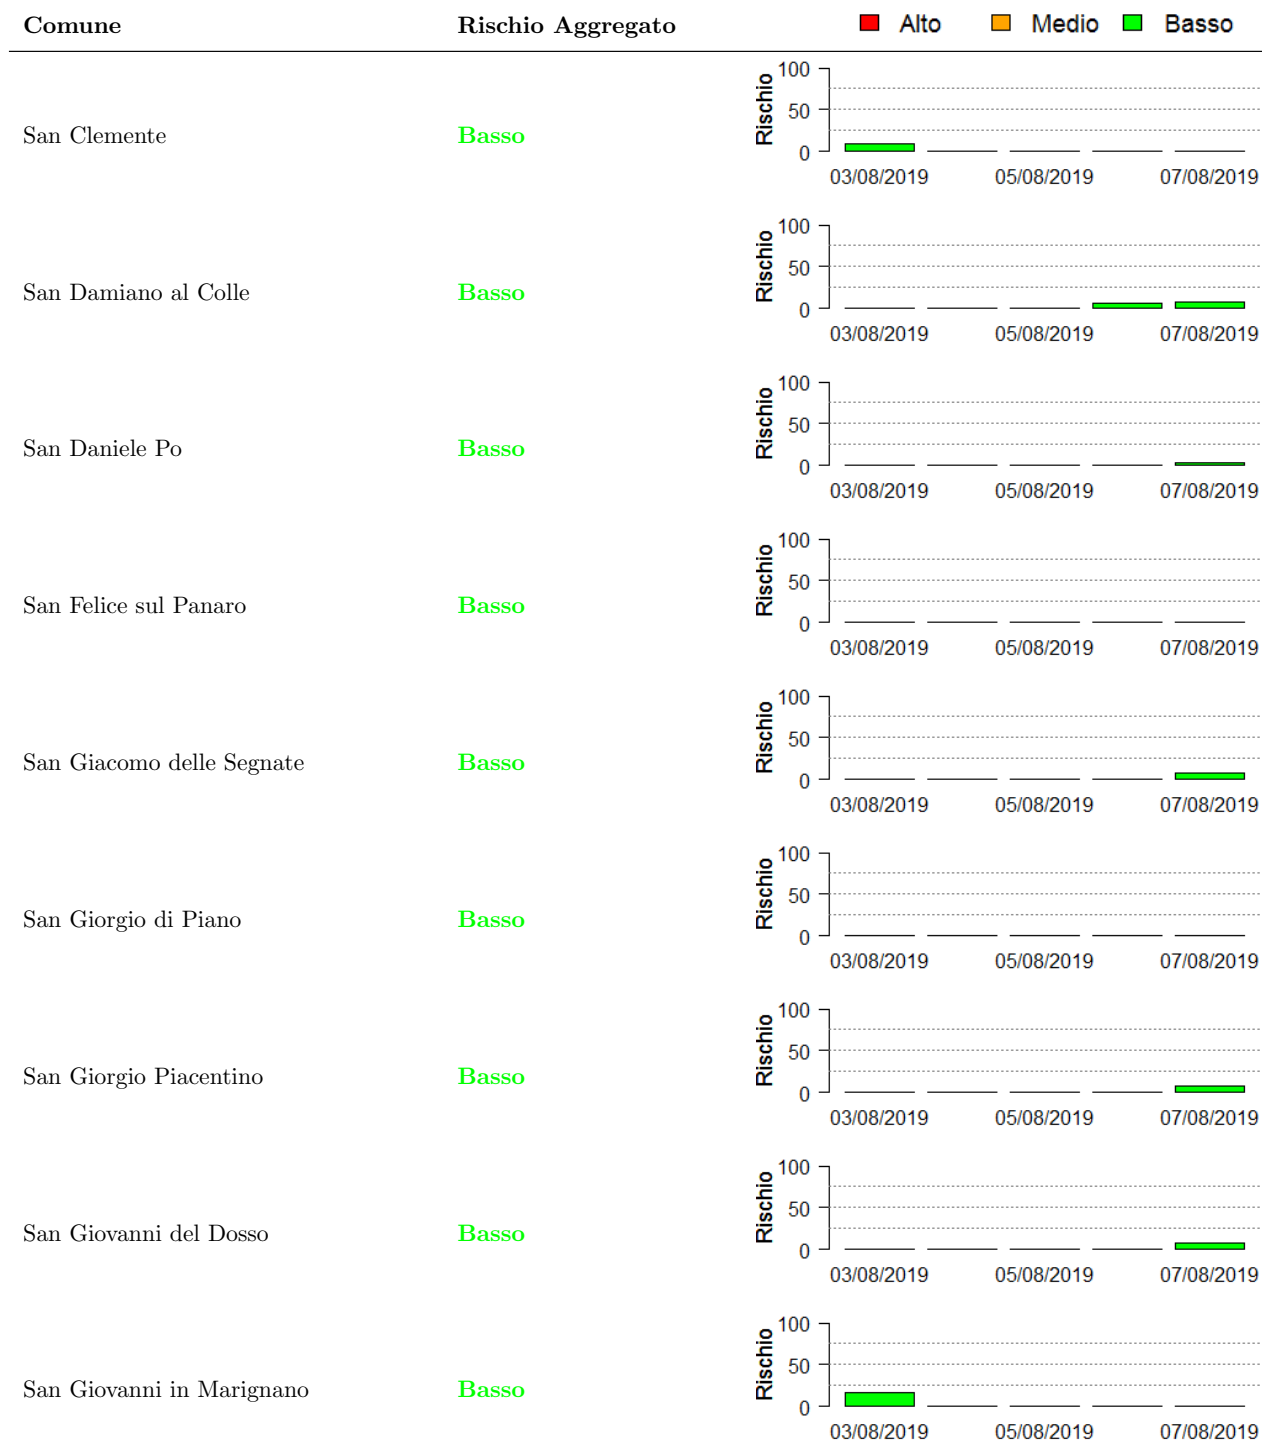 Comune Rischio Aggregato Alto Medio Basso
San Clemente Basso
Rischio
100
50
0
03/08/2019 05/08/2019 07/08/2019
San Damiano al Colle Basso
Rischio
100
50
0
03/08/2019 05/08/2019 07/08/2019
San Daniele Po Basso
Rischio
100
50
0
03/08/2019 05/08/2019 07/08/2019
San Felice sul Panaro Basso
Rischio
100
50
0
03/08/2019 05/08/2019 07/08/2019
San Giacomo delle Segnate Basso
Rischio
100
50
0
03/08/2019 05/08/2019 07/08/2019
San Giorgio di Piano Basso
Rischio
100
50
0
03/08/2019 05/08/2019 07/08/2019
San Giorgio Piacentino Basso
Rischio
100
50
0
03/08/2019 05/08/2019 07/08/2019
San Giovanni del Dosso Basso
Rischio
100
50
0
03/08/2019 05/08/2019 07/08/2019
San Giovanni in Marignano Basso
Rischio
100
50
0
03/08/2019 05/08/2019 07/08/2019